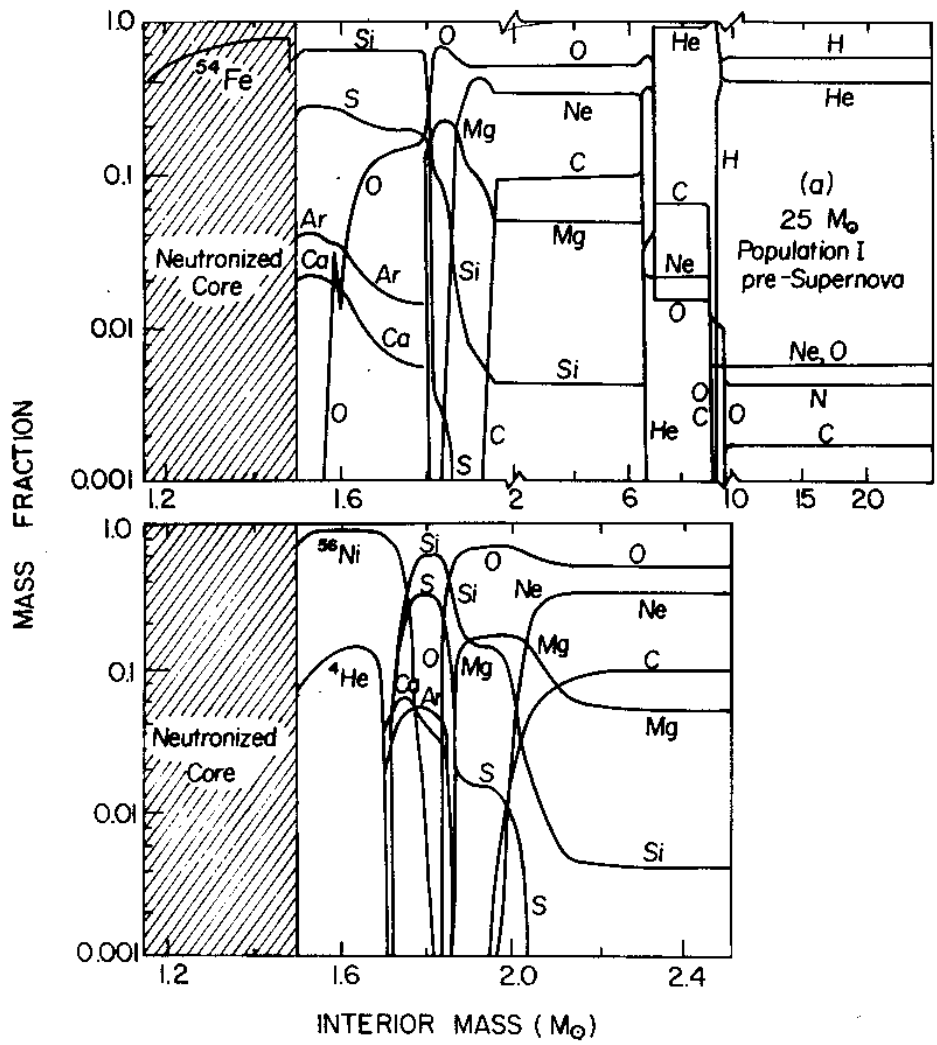 MASS FRACTION
1.0
0.1
0.01
0.001
54Fe
Si
O
O
He
H
S
Mg
Ne
He
O
C
C
H
(a)
25 M⊙
Population I
pre-Supernova
Ar
Mg
Neutronized
Core
Ca
Ar
Si
Ne
O
Ca
Si
Ne, O
O
N
O
C
He
C
O
C
S
1.2
1.6
2
6
10
15
20
1.0
0.1
0.01
0.001
56Ni
Si
O
O
S
Si
Ne
Ne
4He
O
Mg
Mg
C
Ca
Ar
Mg
Neutronized
Core
S
Si
S
1.2
1.6
2.0
2.4
INTERIOR MASS (M⊙)